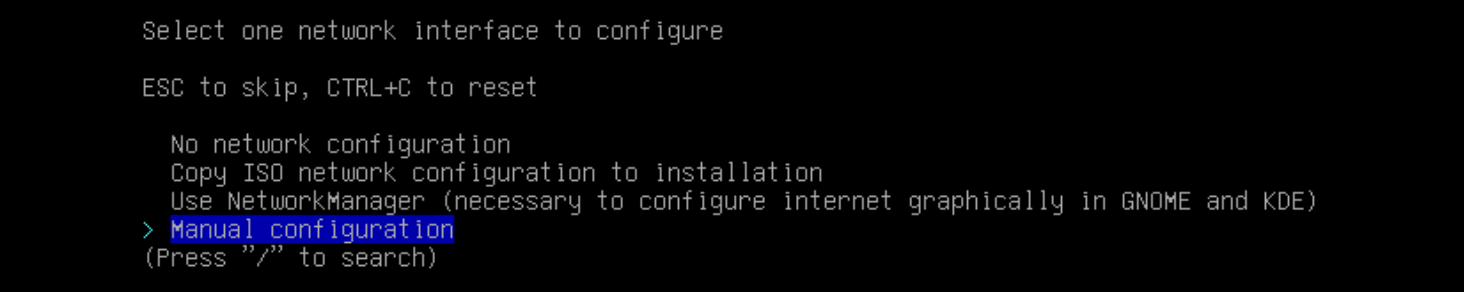 Select one network interface to configure
ESC to skip, CTRL+C to reset
No network configuration
Copy ISO network configuration to installation
Use NetworkManager (necessary to configure internet graphically in GNOME and KDE)
> Manual configuration
(Press "/" to search)